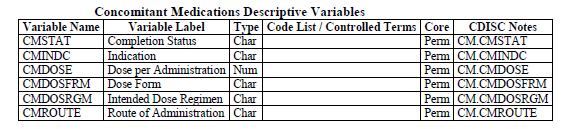 Concomitant Medications Descriptive Variables
Variable Name Variable Label Type Code List / Controlled Terms Core CDISC Notes
CMSTAT Completion Status Char Perm CM.CMSTAT
CMINDC Indication Char Perm CM.CMINDC
CMDOSE Dose per Administration Num Perm CM.CMDOSE
CMDOSFRM Dose Form Char Perm CM.CMDOSFRM
CMDOSRGM Intended Dose Regimen Char Perm CM.CMDOSRGM
CMROUTE Route of Administration Char Perm CM.CMROUTE